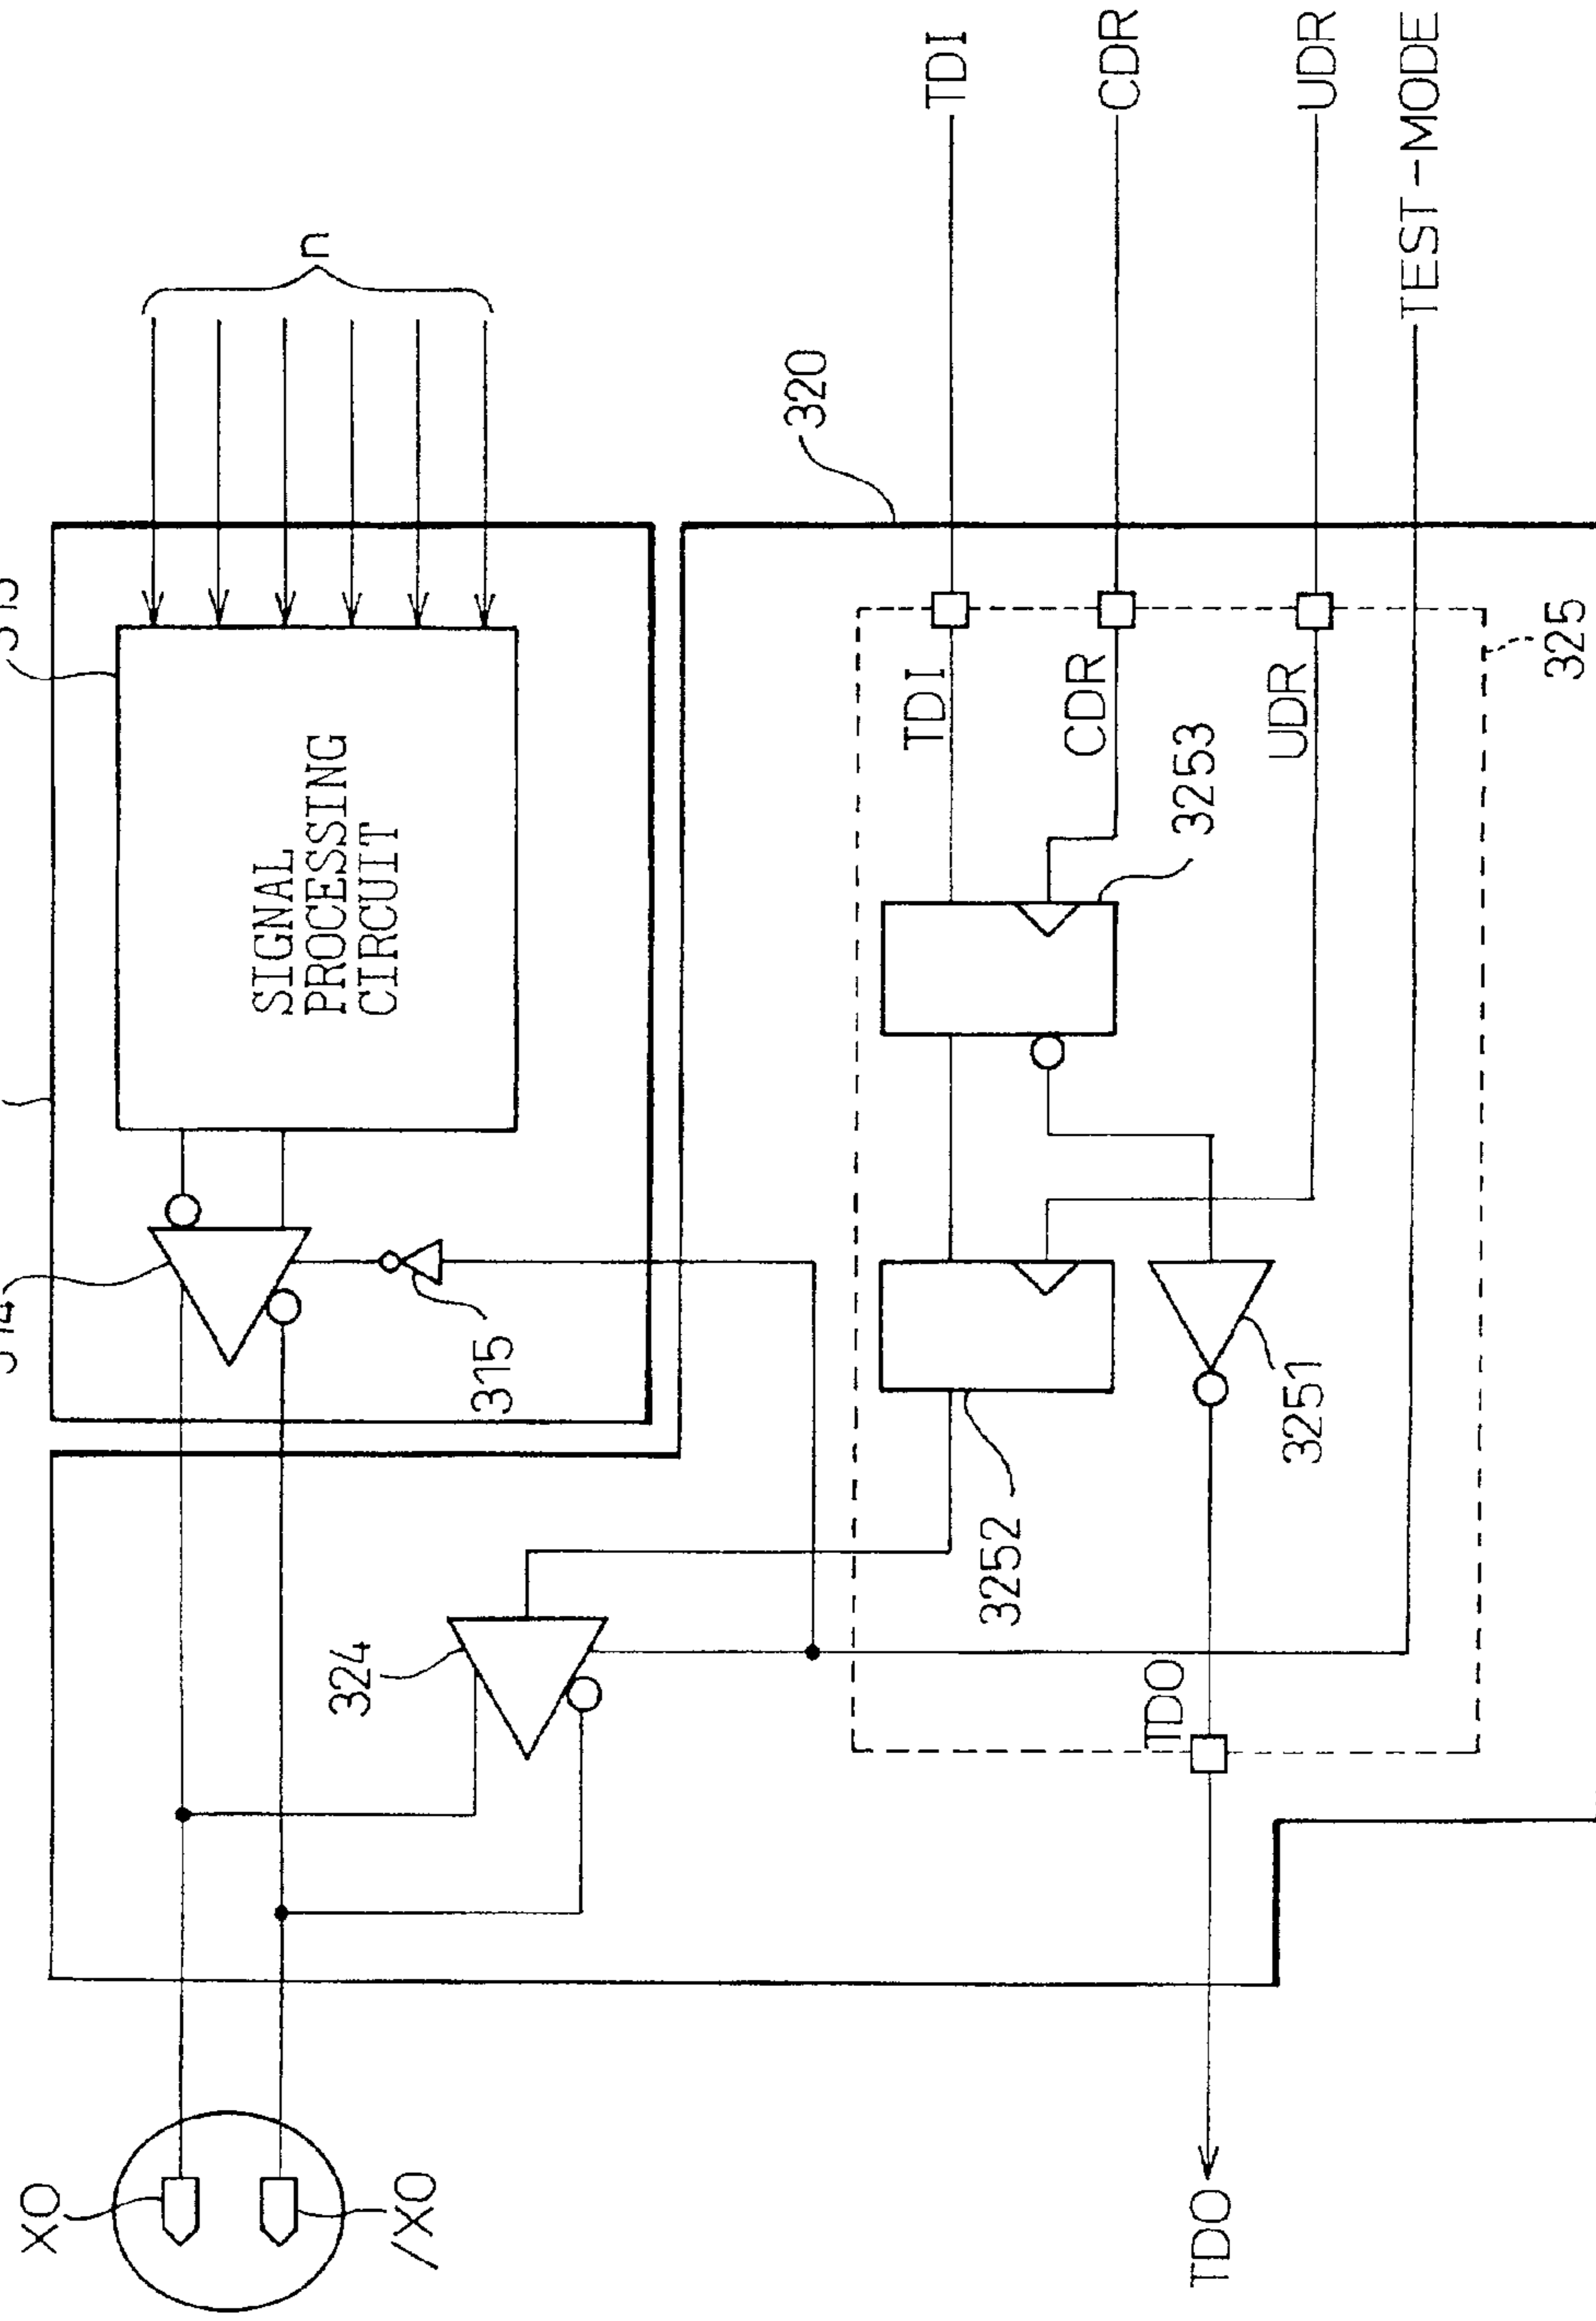 n
SIGNAL
PROCESSING
CIRCUIT
315
320
TDI
CDR
UDR
TEST-MODE
TDI
CDR
UDR
3253
3252
3251
325
324
XO
/XO
TDO
TDO